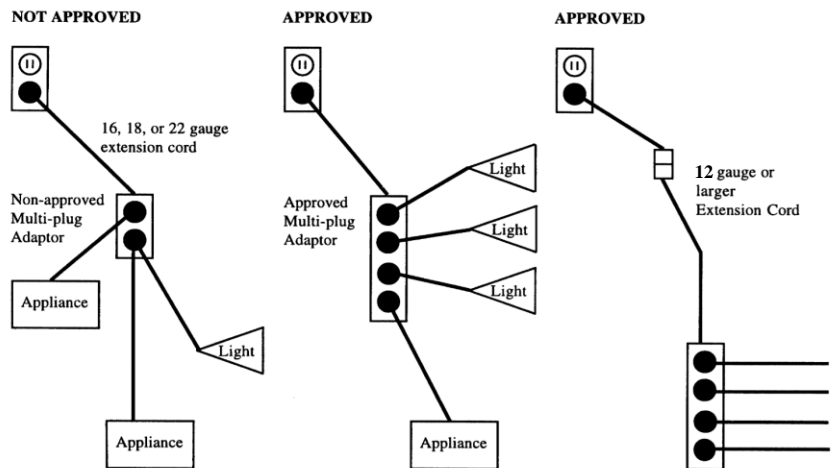 NOT APPROVED
16, 18, or 22 gauge
extension cord
Non-approved
Multi-plug
Adaptor
Appliance
Light
Appliance
APPROVED
Approved
Multi-plug
Adaptor
Light
Light
Light
Appliance
APPROVED
12 gauge or
larger
Extension Cord